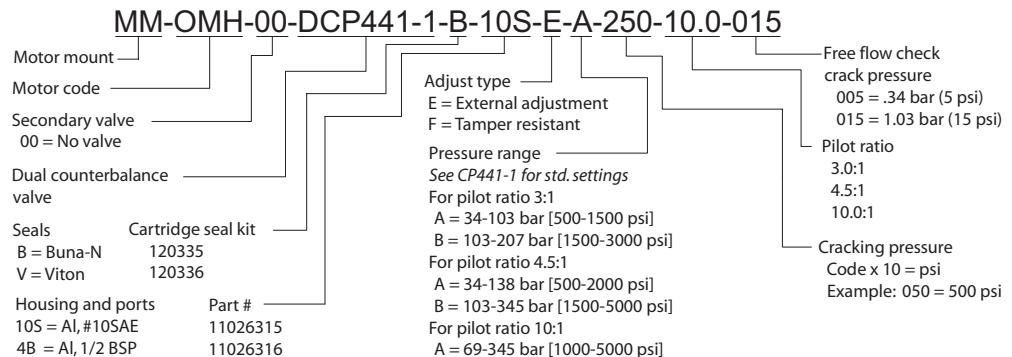 MM-OMH-00-DCP441-1-B-10S-E-A-250-10.0-015
Motor mount
Motor code
Secondary valve
00 = No valve
Dual counterbalance
valve
Seals Cartridge seal kit
B = Buna-N 120335
V = Viton 120336
Housing and ports Part #
10S = Al, #10SAE 11026315
4B = Al, 1/2 BSP 11026316
Adjust type
E = External adjustment
F = Tamper resistant
Pressure range
See CP441-1 for std. settings
For pilot ratio 3:1
A = 34-103 bar [500-1500 psi]
B = 103-207 bar [1500-3000 psi]
For pilot ratio 4.5:1
A = 34-138 bar [500-2000 psi]
B = 103-345 bar [1500-5000 psi]
For pilot ratio 10:1
A = 69-345 bar [1000-5000 psi]
Free flow check
crack pressure
005 = .34 bar (5 psi)
015 = 1.03 bar (15 psi)
Pilot ratio
3.0:1
4.5:1
10.0:1
Cracking pressure
Code x 10 = psi
Example: 050 = 500 psi